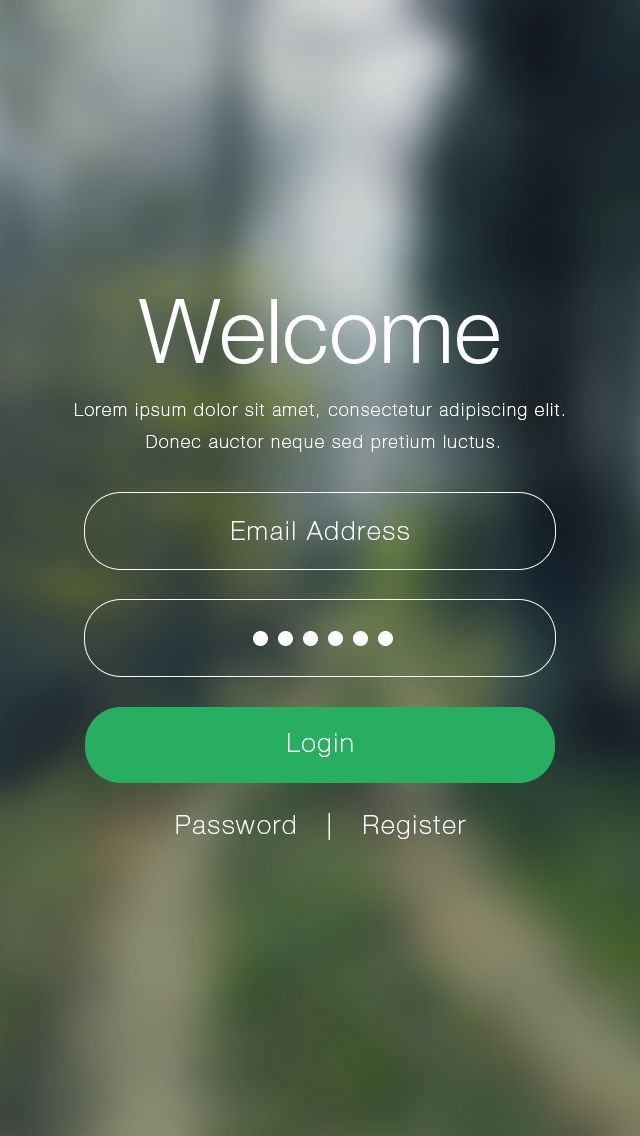 Welcome
Lorem ipsum dolor sit amet, consectetur adipiscing elit.
Donec auctor neque sed pretium luctus.
Email Address
Login
Password | Register